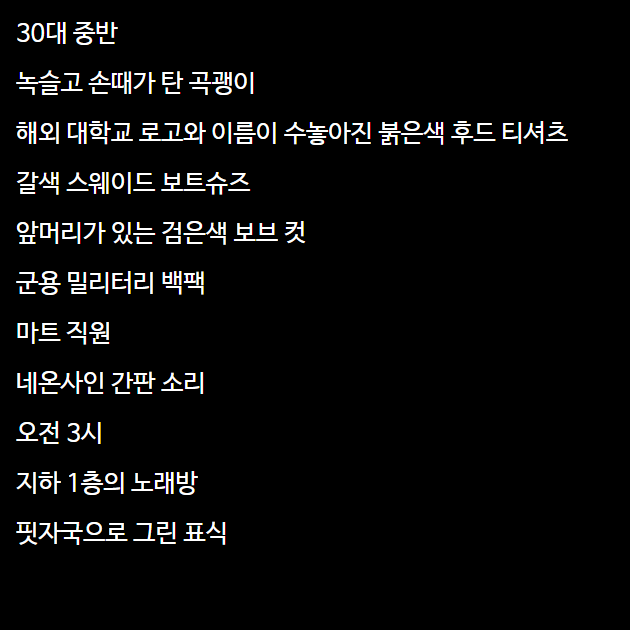 30대 중반
녹슬고 손때가 탄 곡괭이
해외 대학교 로고와 이름이 수놓아진 붉은색 후드 티셔츠
갈색 스웨이드 보트슈즈
앞머리가 있는 검은색 보브 컷
군용 밀리터리 백팩
마트 직원
네온사인 간판 소리
오전 3시
지하 1층의 노래방
핏자국으로 그린 표식